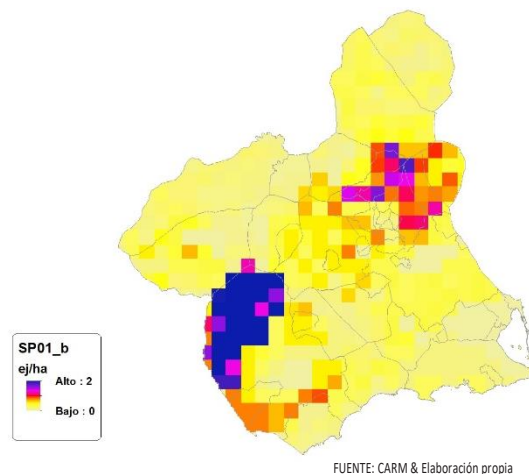 SP01_b
ej/ha
Alto : 2
Bajo : 0
FUENTE: CARM & Elaboración propia